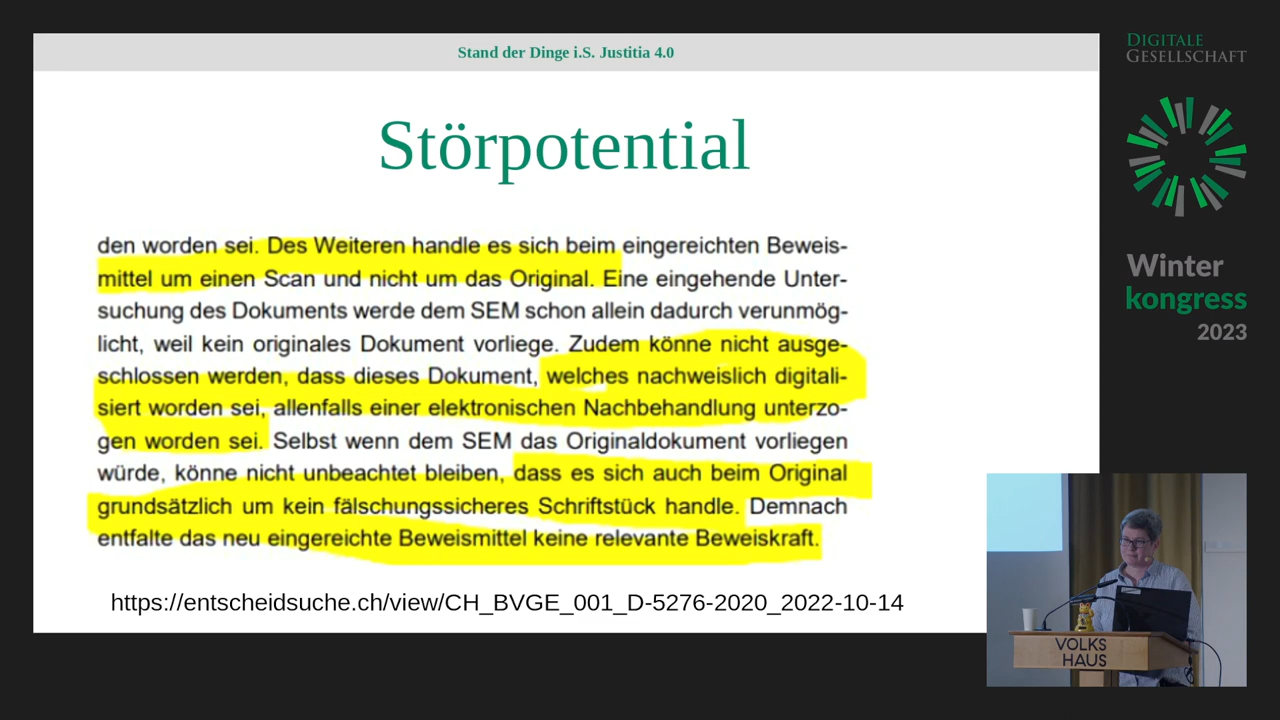 Stand der Dinge i.S. Justitia 4.0
Störpotential
den worden sei. Des Weiteren handle es sich beim eingereichten Beweis-
mittel um einen Scan und nicht um das Original. Eine eingehende Unter-
suchung des Dokuments werde dem SEM schon allein dadurch verunmög-
licht, weil kein originales Dokument vorliege. Zudem könne nicht ausge-
schlossen werden, dass dieses Dokument, welches nachweislich digitali-
siert worden sei, allenfalls einer elektronischen Nachbehandlung unterzo-
gen worden sei. Selbst wenn dem SEM das Originaldokument vorliegen
würde, könne nicht unbeachtet bleiben, dass es sich auch beim Original
grundsätzlich um kein fälschungssicheres Schriftstück handle. Demnach
entfalte das neu eingereichte Beweismittel keine relevante Beweiskraft.
https://entscheidsuche.ch/view/CH_BVGE_001_D-5276-2020_2022-10-14
DIGITALE
GESELLSCHAFT
Winter
kongress
2023
VOLKS
HAUS